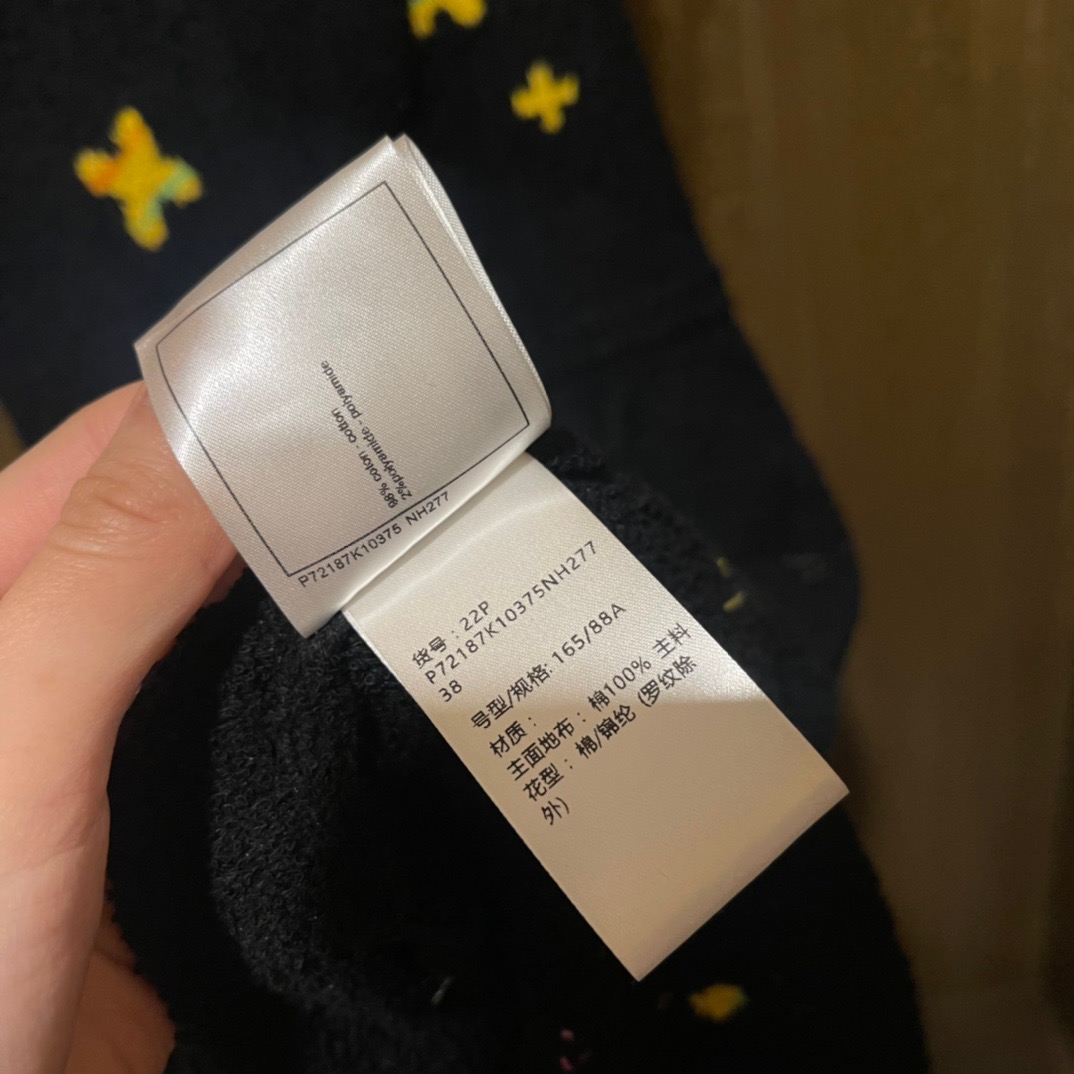 98% coton - cotton
2%polyamide - polyamide
P72187K10375 NH277
货号：22P
P72187K10375NH277
38
号型/规格: 165/88A
材质：
主面地布：棉100% 主料
花型：棉/锦纶 (罗纹除
外)